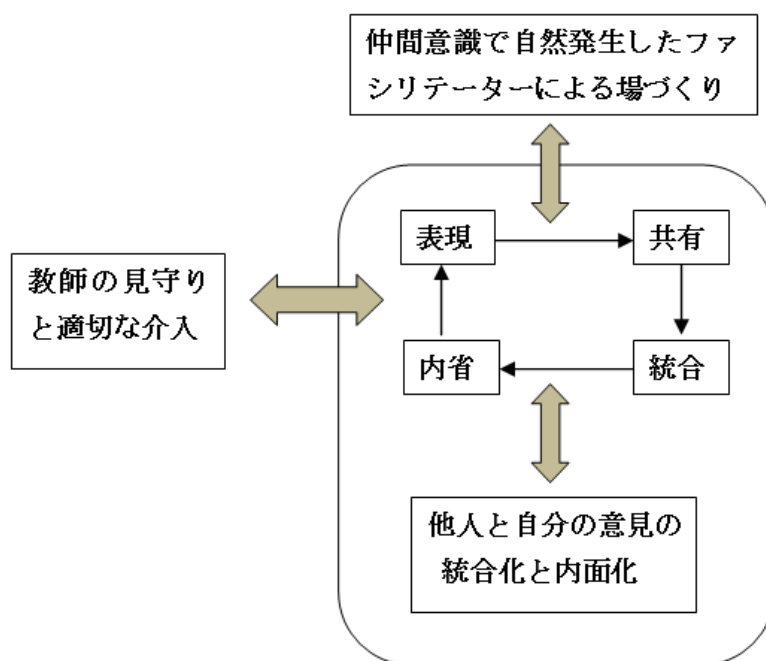 仲間意識で自然発生したファ
シリテーターによる場づくり
表現
共有
教師の見守り
と適切な介入
内省
統合
他人と自分の意見の
統合化と内面化